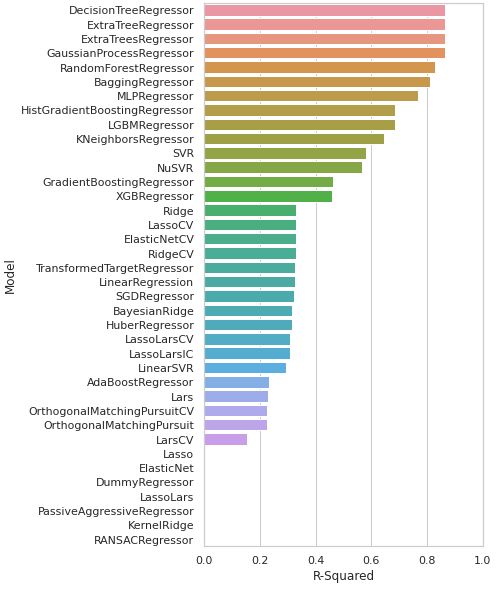 DecisionTreeRegressor
ExtraTreeRegressor
ExtraTreesRegressor
GaussianProcessRegressor
RandomForestRegressor
BaggingRegressor
MLPRegressor
HistGradientBoostingRegressor
LGBMRegressor
KNeighborsRegressor
SVR
NuSVR
GradientBoostingRegressor
XGBRegressor
Ridge
LassoCV
ElasticNetCV
RidgeCV
TransformedTargetRegressor
LinearRegression
SGDRegressor
BayesianRidge
HuberRegressor
LassoLarsCV
LassoLarsIC
LinearSVR
AdaBoostRegressor
Lars
OrthogonalMatchingPursuitCV
OrthogonalMatchingPursuit
LarsCV
Lasso
ElasticNet
DummyRegressor
LassoLars
PassiveAggressiveRegressor
KernelRidge
RANSACRegressor
Model
0.0 0.2 0.4 0.6 0.8 1.0
R-Squared